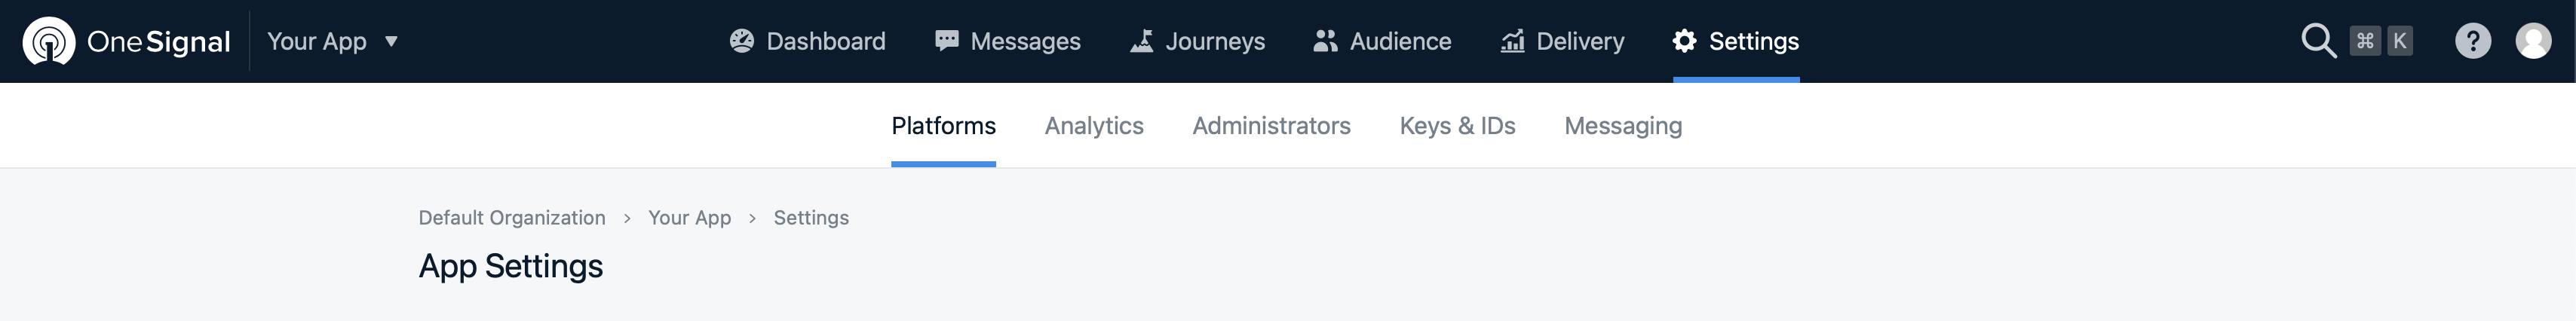 OneSignal Your App ▼ Dashboard Messages Journeys Audience Delivery Settings ⌘ K ?
Platforms Analytics Administrators Keys & IDs Messaging
Default Organization > Your App > Settings
App Settings